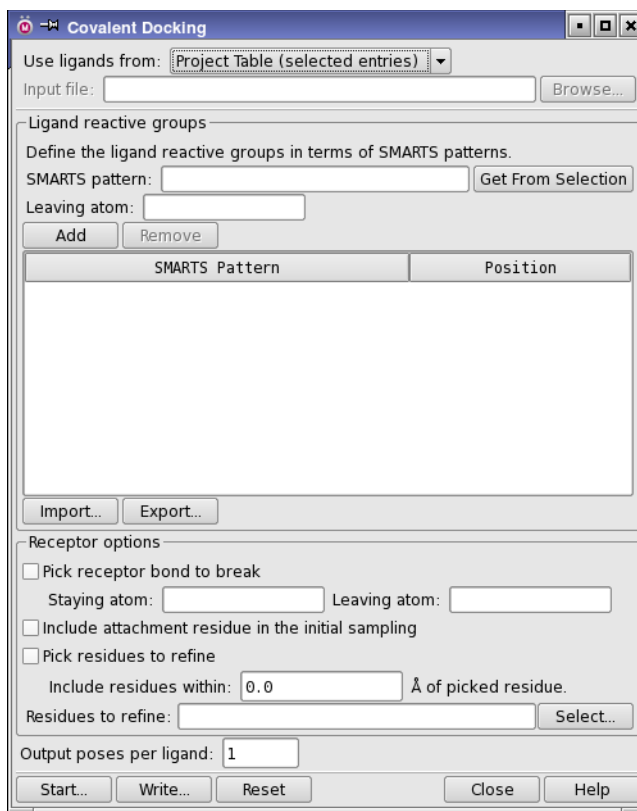 Covalent Docking
Use ligands from: Project Table (selected entries)
Input file: Browse...
Ligand reactive groups
Define the ligand reactive groups in terms of SMARTS patterns.
SMARTS pattern: Get From Selection
Leaving atom:
Add Remove
SMARTS Pattern Position
Import... Export...
Receptor options
Pick receptor bond to break
Staying atom: Leaving atom:
Include attachment residue in the initial sampling
Pick residues to refine
Include residues within: 0.0 Å of picked residue.
Residues to refine: Select...
Output poses per ligand: 1
Start... Write... Reset Close Help